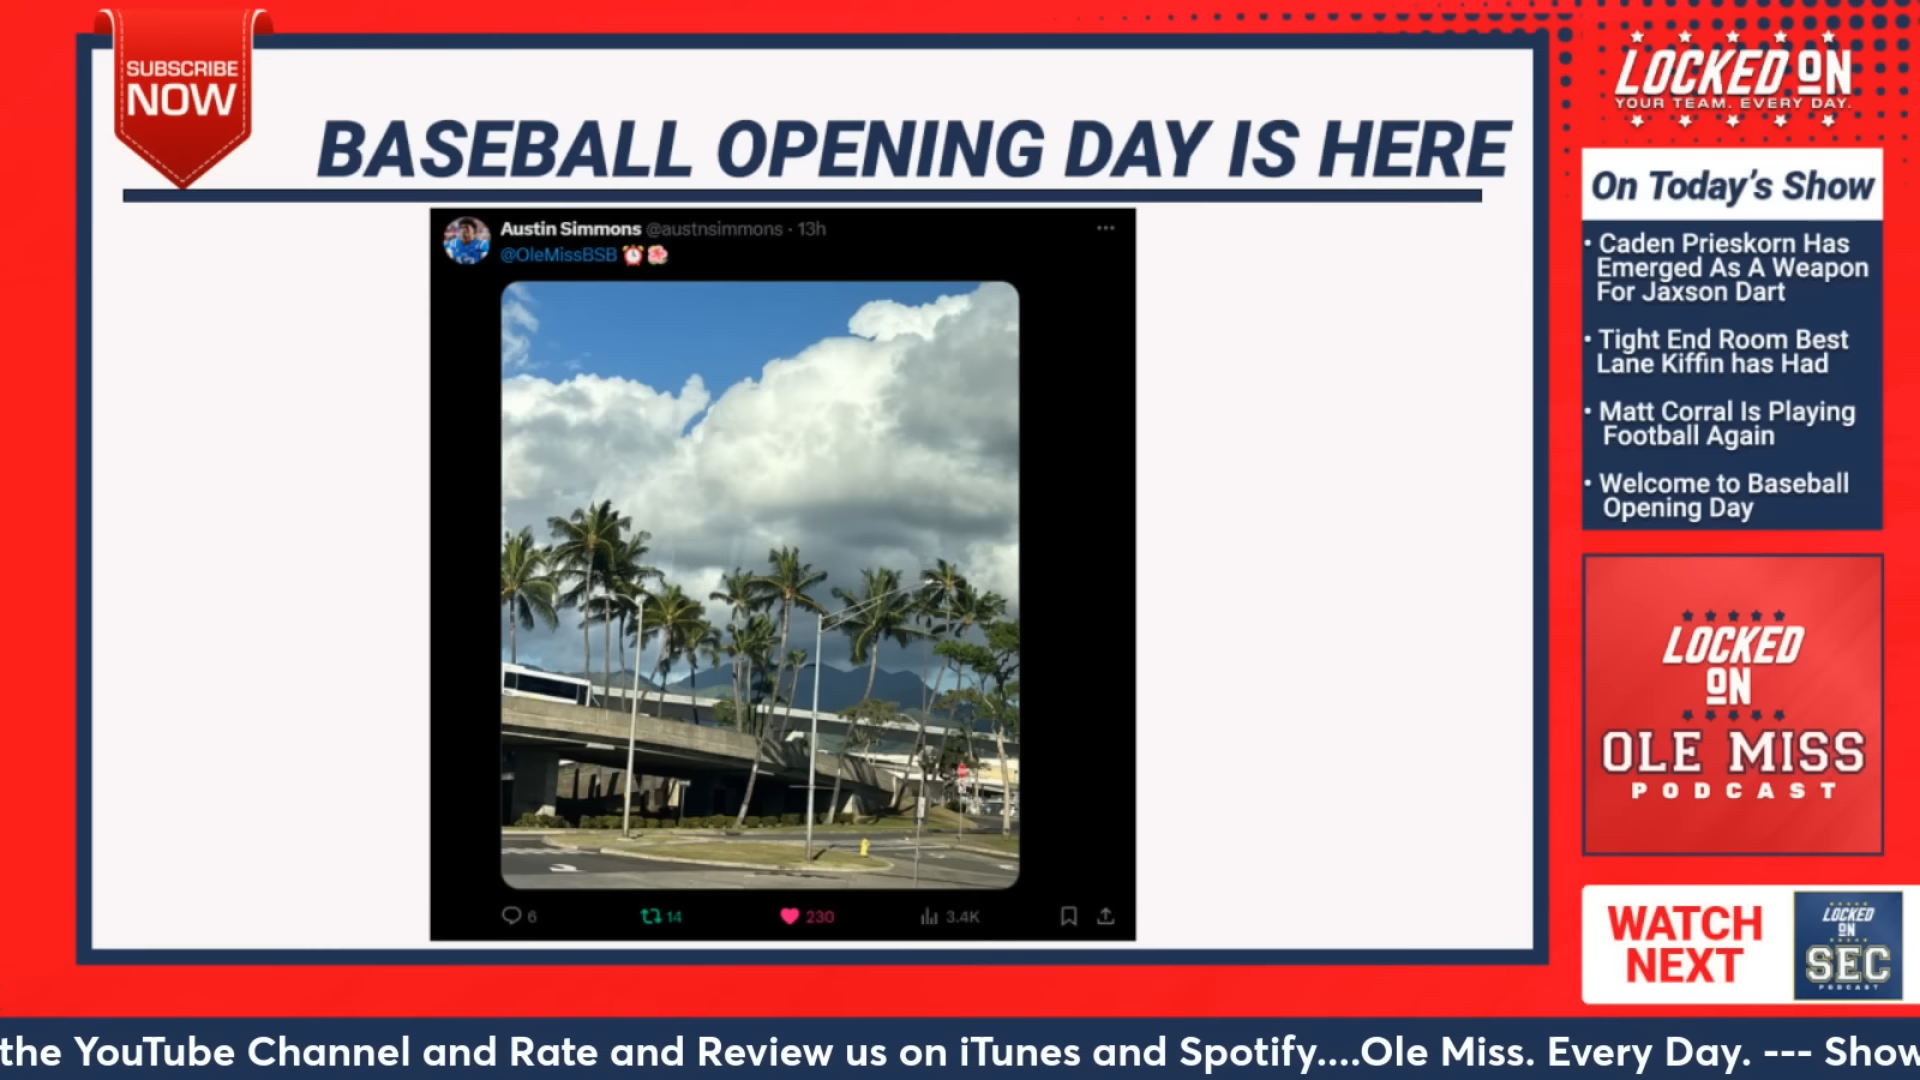 SUBSCRIBE
NOW
BASEBALL OPENING DAY IS HERE
Austin Simmons @austnsimmons · 13h
@OleMissBSB ⏰🌺
6 14 230 3.4K
LOCKED ON
YOUR TEAM. EVERY DAY.
On Today's Show
• Caden Prieskorn Has
Emerged As A Weapon
For Jaxson Dart
• Tight End Room Best
Lane Kiffin has Had
• Matt Corral Is Playing
Football Again
• Welcome to Baseball
Opening Day
LOCKED
ON
OLE MISS
PODCAST
WATCH
NEXT
LOCKED
ON
SEC
PODCAST
the YouTube Channel and Rate and Review us on iTunes and Spotify....Ole Miss. Every Day. --- Show